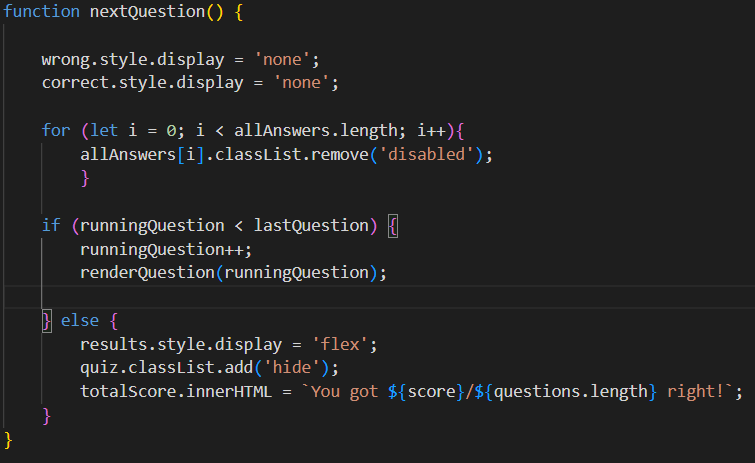 function nextQuestion() {
wrong.style.display = 'none';
correct.style.display = 'none';
for (let i = 0; i < allAnswers.length; i++){
allAnswers[i].classList.remove('disabled');
}
if (runningQuestion < lastQuestion) {
runningQuestion++;
renderQuestion(runningQuestion);
} else {
results.style.display = 'flex';
quiz.classList.add('hide');
totalScore.innerHTML = `You got ${score}/${questions.length} right!`;
}
}